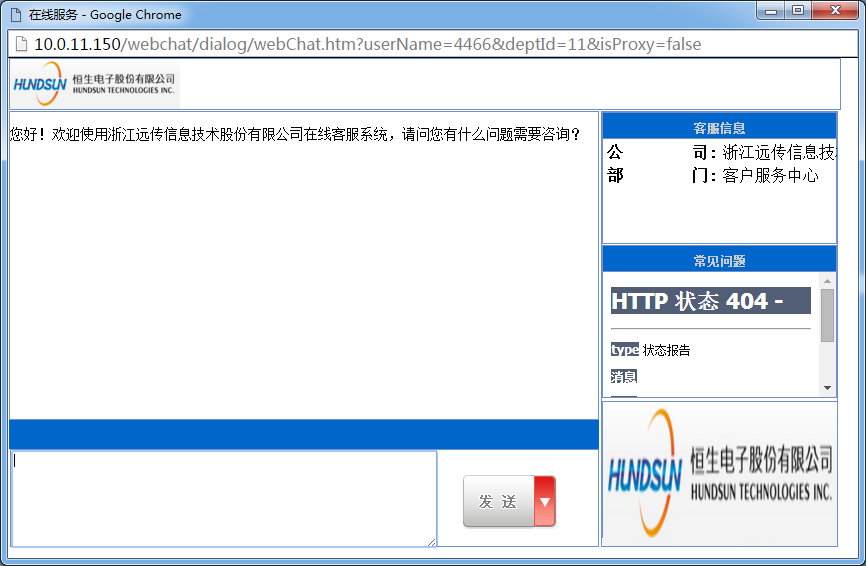 在线服务 - Google Chrome
10.0.11.150/webchat/dialog/webChat.htm?userName=4466&deptId=11&isProxy=false
HUNDSUN 恒生电子股份有限公司
HUNDSUN TECHNOLOGIES INC.
您好！欢迎使用浙江远传信息技术股份有限公司在线客服系统，请问您有什么问题需要咨询？
客服信息
公 司：浙江远传信息技
部 门：客户服务中心
常见问题
HTTP 状态 404 -
type 状态报告
消息
发 送
HUNDSUN 恒生电子股份有限公司
HUNDSUN TECHNOLOGIES INC.